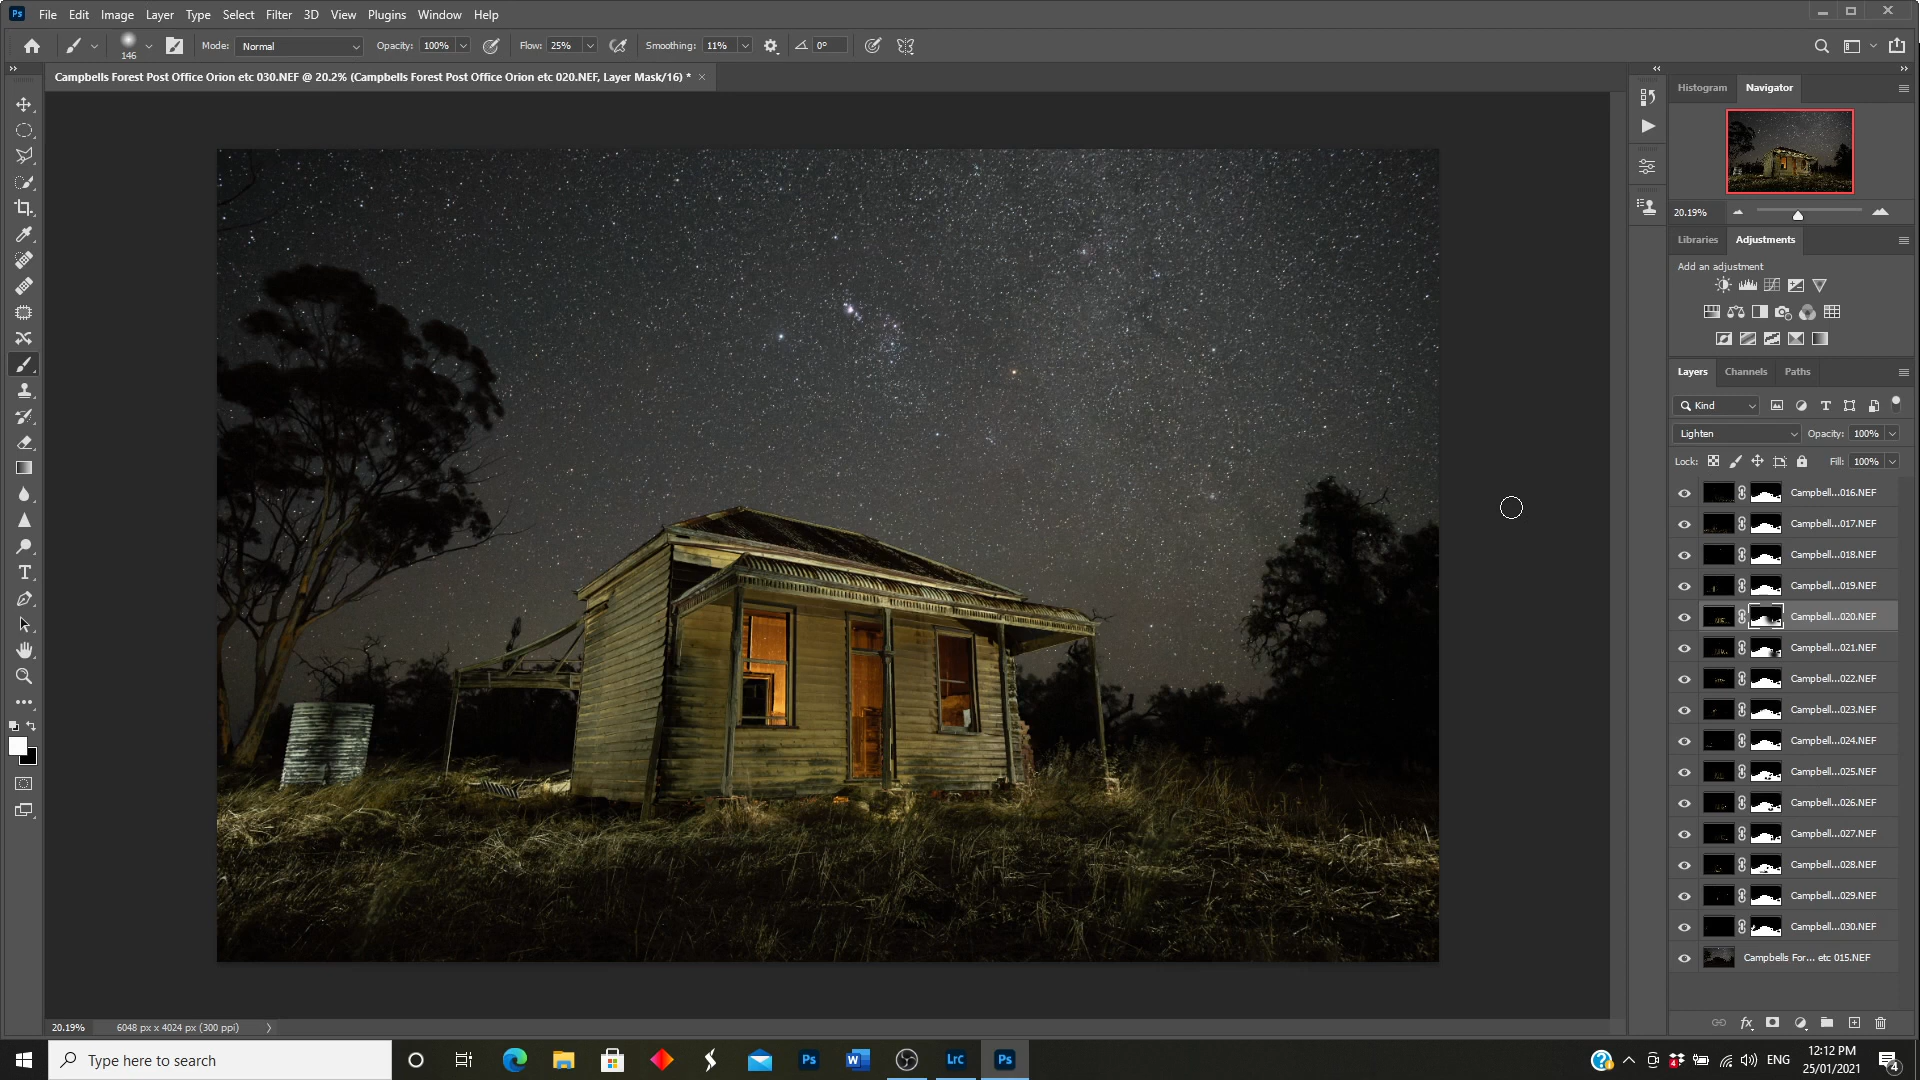 Ps File Edit Image Layer Type Select Filter 3D View Plugins Window Help
146 Mode: Normal Opacity: 100% Flow: 25% Smoothing: 11% 0°
Campbells Forest Post Office Orion etc 030.NEF @ 20.2% (Campbells Forest Post Office Orion etc 020.NEF, Layer Mask/16) * ×
Histogram Navigator
20.19%
Libraries Adjustments
Add an adjustment
Layers Channels Paths
Kind
Lighten Opacity: 100%
Lock: Fill: 100%
Campbell...016.NEF
Campbell...017.NEF
Campbell...018.NEF
Campbell...019.NEF
Campbell...020.NEF
Campbell...021.NEF
Campbell...022.NEF
Campbell...023.NEF
Campbell...024.NEF
Campbell...025.NEF
Campbell...026.NEF
Campbell...027.NEF
Campbell...028.NEF
Campbell...029.NEF
Campbell...030.NEF
Campbells For... etc 015.NEF
20.19% 6048 px x 4024 px (300 ppi)
Type here to search
Ps W Lrc Ps
4 ENG 12:12 PM
25/01/2021 4